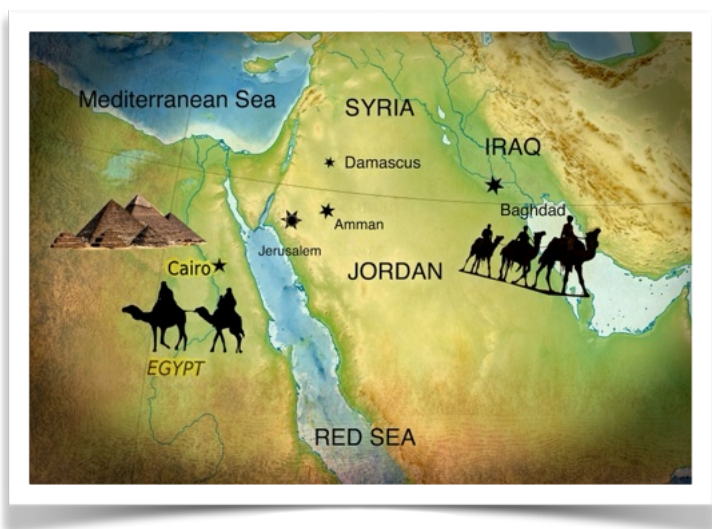 Mediterranean Sea
SYRIA
Damascus
IRAQ
Baghdad
Amman
Jerusalem
Cairo
JORDAN
EGYPT
RED SEA